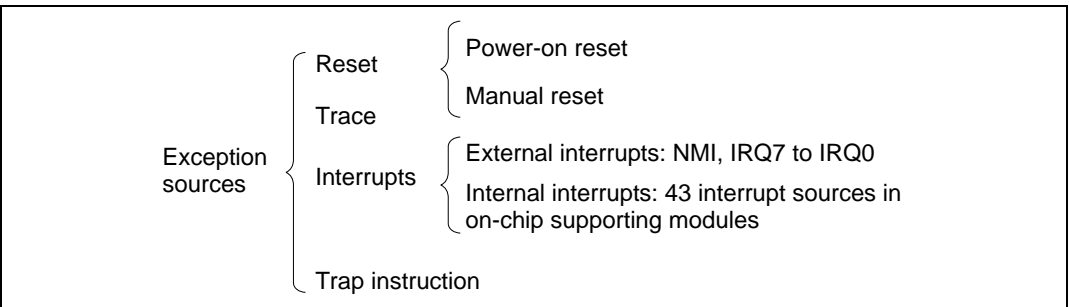 Exception
sources
Reset
Power-on reset
Manual reset
Trace
Interrupts
External interrupts: NMI, IRQ7 to IRQ0
Internal interrupts: 43 interrupt sources in
on-chip supporting modules
Trap instruction